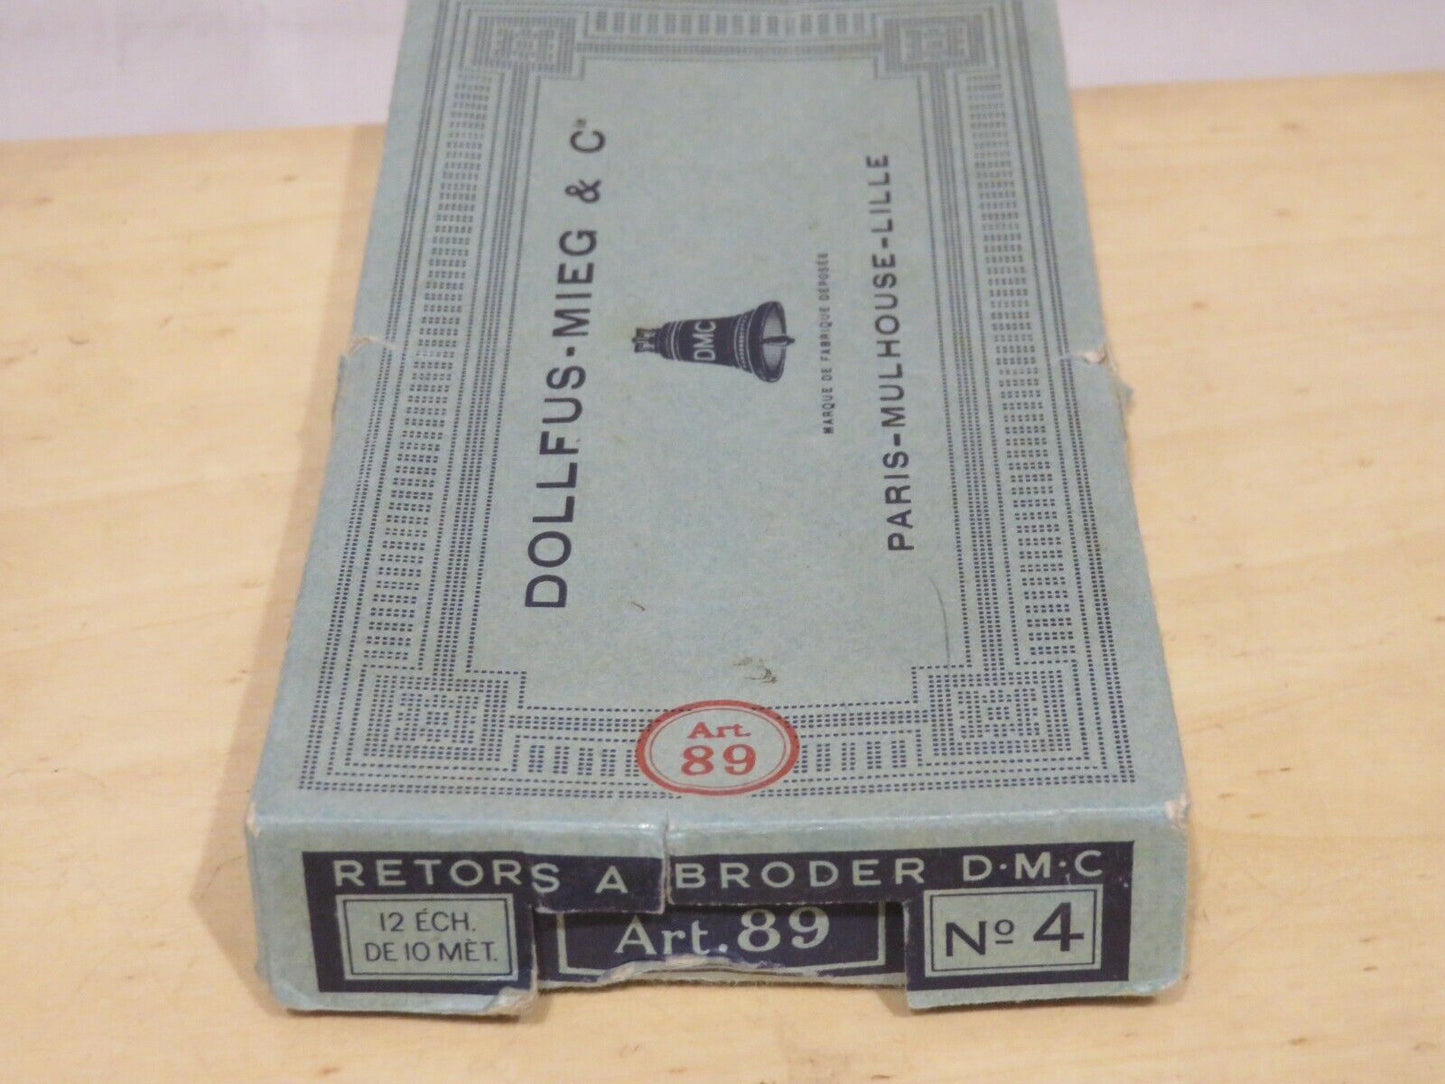 DOLLFUS-MIEG & Cie
DMC
MARQUE DE FABRIQUE DÉPOSÉE
PARIS-MULHOUSE-LILLE
Art.
89
RETORS A BRODER D·M·C
12 ÉCH.
DE 10 MÈT.
Art. 89
Nº 4